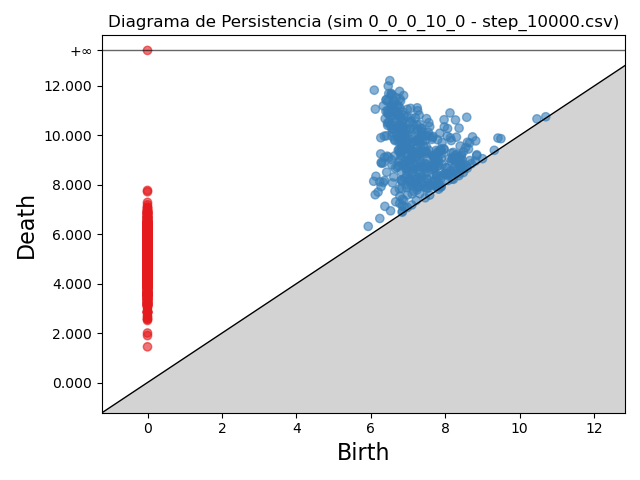 Diagrama de Persistencia (sim 0_0_0_10_0 - step_10000.csv)
+∞
12.000
10.000
8.000
6.000
4.000
2.000
0.000
Death
0 2 4 6 8 10 12
Birth